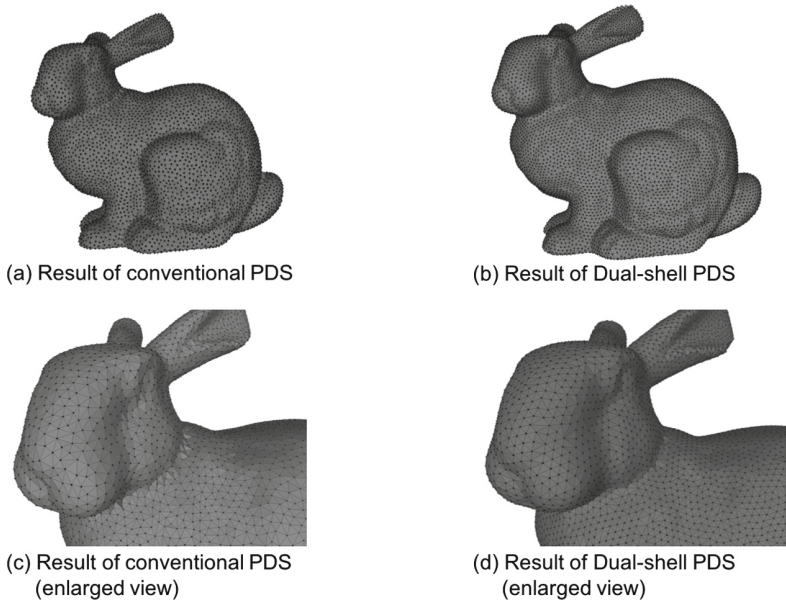 (a) Result of conventional PDS
(b) Result of Dual-shell PDS
(c) Result of conventional PDS
(enlarged view)
(d) Result of Dual-shell PDS
(enlarged view)